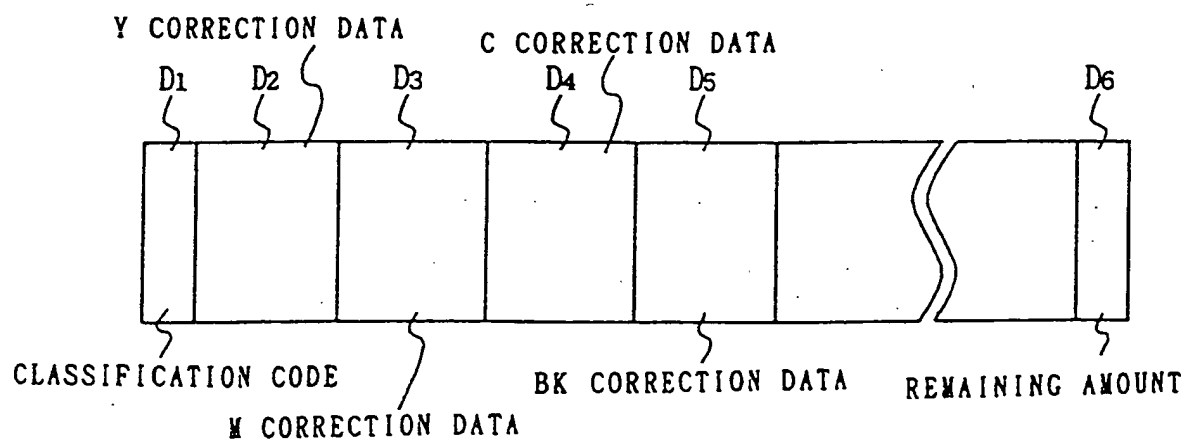 Y CORRECTION DATA
C CORRECTION DATA
D1 D2 D3 D4 D5 D6
CLASSIFICATION CODE
BK CORRECTION DATA
REMAINING AMOUNT
M CORRECTION DATA